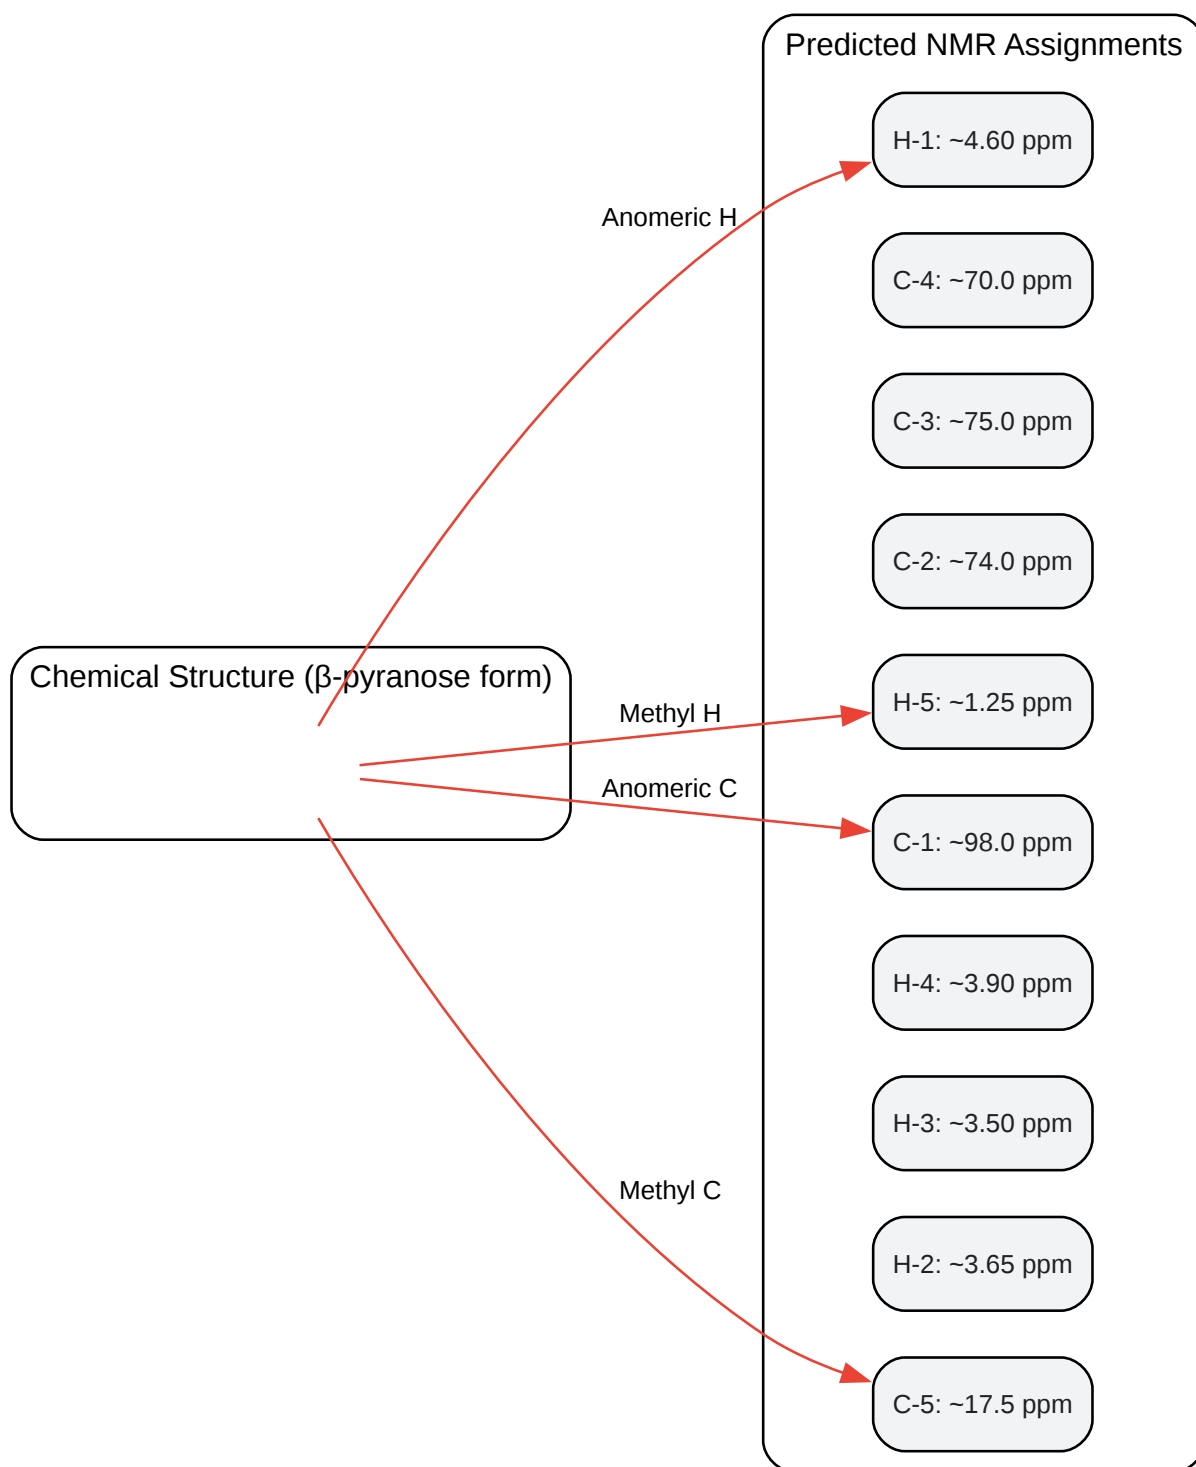 Predicted NMR Assignments
H-1: ~4.60 ppm
Anomeric H
C-4: ~70.0 ppm
C-3: ~75.0 ppm
C-2: ~74.0 ppm
Chemical Structure (β-pyranose form)
H-5: ~1.25 ppm
Methyl H
Anomeric C
C-1: ~98.0 ppm
H-4: ~3.90 ppm
H-3: ~3.50 ppm
Methyl C
H-2: ~3.65 ppm
C-5: ~17.5 ppm